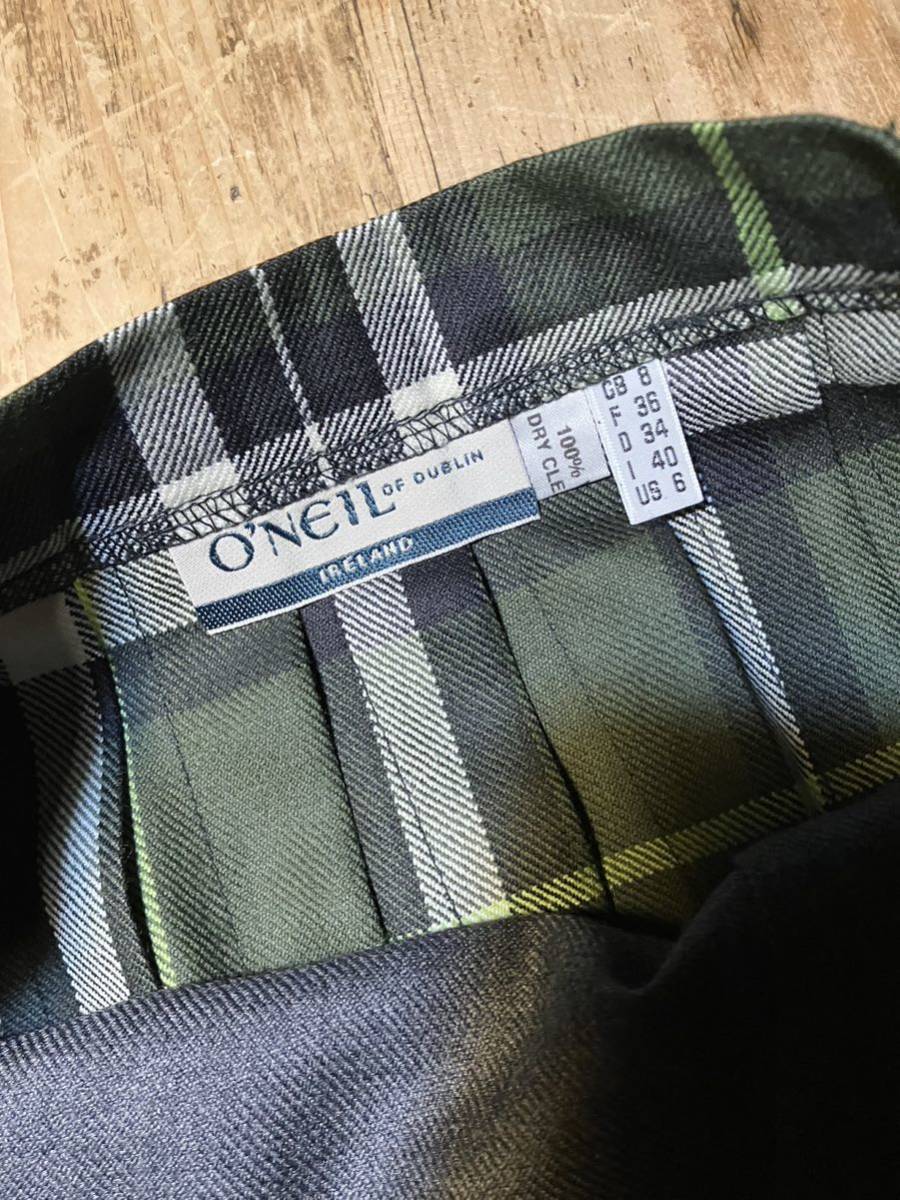 O'NEIL OF DUBLIN
IRELAND
100%
DRY CLE
GB 8
F 36
D 34
I 40
US 6